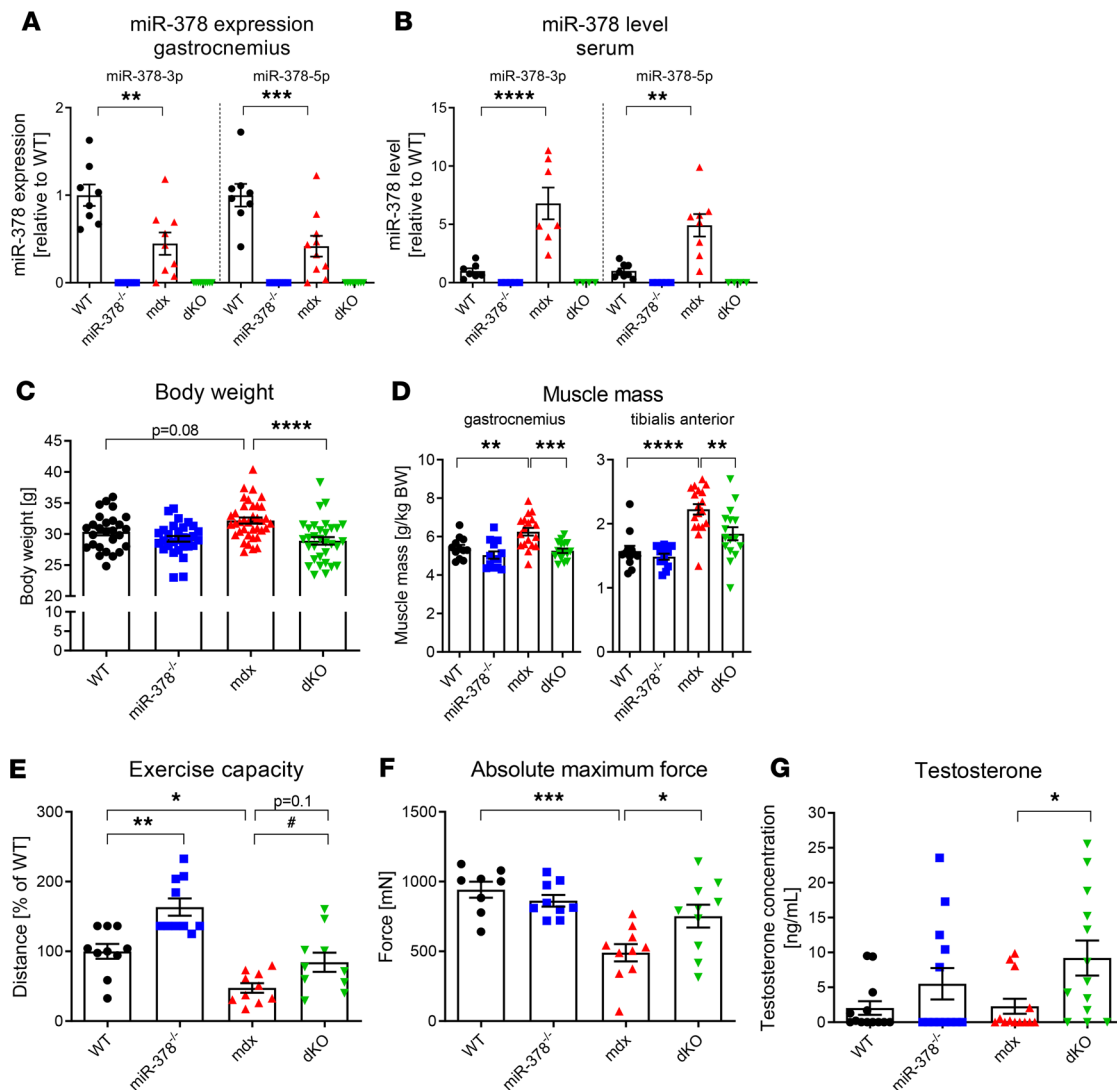 A
miR-378 expression
gastrocnemius
miR-378-3p
miR-378-5p
**
***
miR-378 expression
[relative to WT]
2
1
0
WT
miR-378-/-
mdx
dKO
WT
miR-378-/-
mdx
dKO
B
miR-378 level
serum
miR-378-3p
miR-378-5p
****
**
miR-378 level
[relative to WT]
15
10
5
0
WT
miR-378-/-
mdx
dKO
WT
miR-378-/-
mdx
dKO
C
Body weight
p=0.08
****
Body weight [g]
45
40
35
30
25
20
10
5
0
WT
miR-378-/-
mdx
dKO
D
Muscle mass
gastrocnemius
tibialis anterior
**
***
****
**
Muscle mass [g/kg BW]
10
8
6
4
2
0
WT
miR-378-/-
mdx
dKO
3
2
1
0
WT
miR-378-/-
mdx
dKO
E
Exercise capacity
*
p=0.1
**
#
Distance [% of WT]
300
200
100
0
WT
miR-378-/-
mdx
dKO
F
Absolute maximum force
***
*
Force [mN]
1500
1000
500
0
WT
miR-378-/-
mdx
dKO
G
Testosterone
*
Testosterone concentration
[ng/mL]
30
25
20
15
10
5
0
WT
miR-378-/-
mdx
dKO